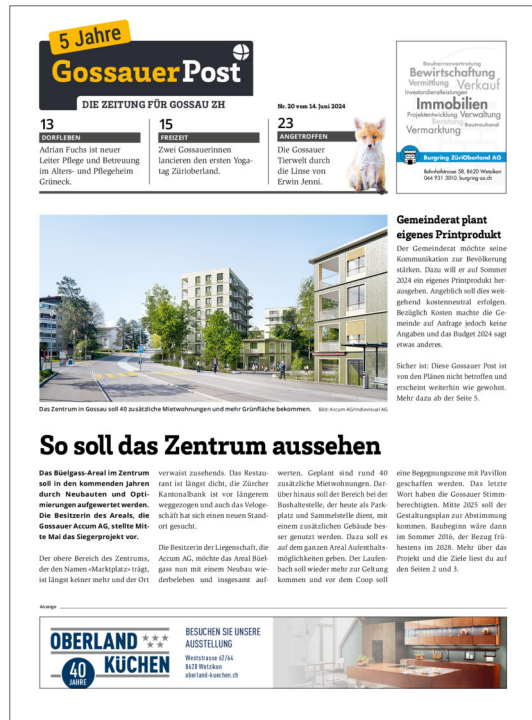 5 Jahre
Gossauer Post
DIE ZEITUNG FÜR GOSSAU ZH
Nr. 20 vom 14. Juni 2024
13
DORFLEBEN
Adrian Fuchs ist neuer
Leiter Pflege und Betreuung
im Alters- und Pflegeheim
Grüneck.
15
FREIZEIT
Zwei Gossauerinnen
lancieren den ersten Yoga-
tag Zürioberland.
23
ANGETROFFEN
Die Gossauer
Tierwelt durch
die Linse von
Erwin Jenni.
Bauherrenvertretung
Bewirtschaftung
Vermittlung Verkauf
Investorendienstleistungen
Immobilien
Projektentwicklung Verwaltung
Beratung Bautreuhand
Vermarktung
Burgring ZüriOberland AG
Bahnhofstrasse 58, 8620 Wetzikon
044 931 2010, burgring-zo.ch
Das Zentrum in Gossau soll 40 zusätzliche Mietwohnungen und mehr Grünfläche bekommen. Bild: Accum AG/Indievisual AG
Gemeinderat plant
eigenes Printprodukt
Der Gemeinderat möchte seine
Kommunikation zur Bevölkerung
stärken. Dazu will er auf Sommer
2024 ein eigenes Printprodukt her-
ausgeben. Angeblich soll dies weit-
gehend kostenneutral erfolgen.
Bezüglich Kosten machte die Ge-
meinde auf Anfrage jedoch keine
Angaben und das Budget 2024 sagt
etwas anderes.
Sicher ist: Diese Gossauer Post ist
von den Plänen nicht betroffen und
erscheint weiterhin wie gewohnt.
Mehr dazu ab der Seite 5.
So soll das Zentrum aussehen
Das Büelgass-Areal im Zentrum
soll in den kommenden Jahren
durch Neubauten und Opti-
mierungen aufgewertet werden.
Die Besitzerin des Areals, die
Gossauer Accum AG, stellte Mit-
te Mai das Siegerprojekt vor.
Der obere Bereich des Zentrums,
der den Namen «Marktplatz» trägt,
ist längst keiner mehr und der Ort
verwaist zusehends. Das Restau-
rant ist längst dicht, die Zürcher
Kantonalbank ist vor längerem
weggezogen und auch das Veloge-
schäft hat sich einen neuen Stand-
ort gesucht.
Die Besitzerin der Liegenschaft, die
Accum AG, möchte das Areal Büel-
gass nun mit einem Neubau wie-
derbeleben und insgesamt auf-
werten. Geplant sind rund 40
zusätzliche Mietwohnungen. Dar-
über hinaus soll der Bereich bei der
Bushaltestelle, der heute als Park-
platz und Sammelstelle dient, mit
einem zusätzlichen Gebäude bes-
ser genutzt werden. Dazu soll es
auf dem ganzen Areal Aufenthalts-
möglichkeiten geben. Der Laufen-
bach soll wieder mehr zur Geltung
kommen und vor dem Coop soll
eine Begegnungszone mit Pavillon
geschaffen werden. Das letzte
Wort haben die Gossauer Stimm-
berechtigten. Mitte 2025 soll der
Gestaltungsplan zur Abstimmung
kommen. Baubeginn wäre dann
im Sommer 2016, der Bezug früh-
estens im 2028. Mehr über das
Projekt und die Ziele liest du auf
den Seiten 2 und 3.
Anzeige
OBERLAND
KÜCHEN
40
JAHRE
BESUCHEN SIE UNSERE
AUSSTELLUNG
Weststrasse 62/64
8620 Wetzikon
oberland-kuechen.ch